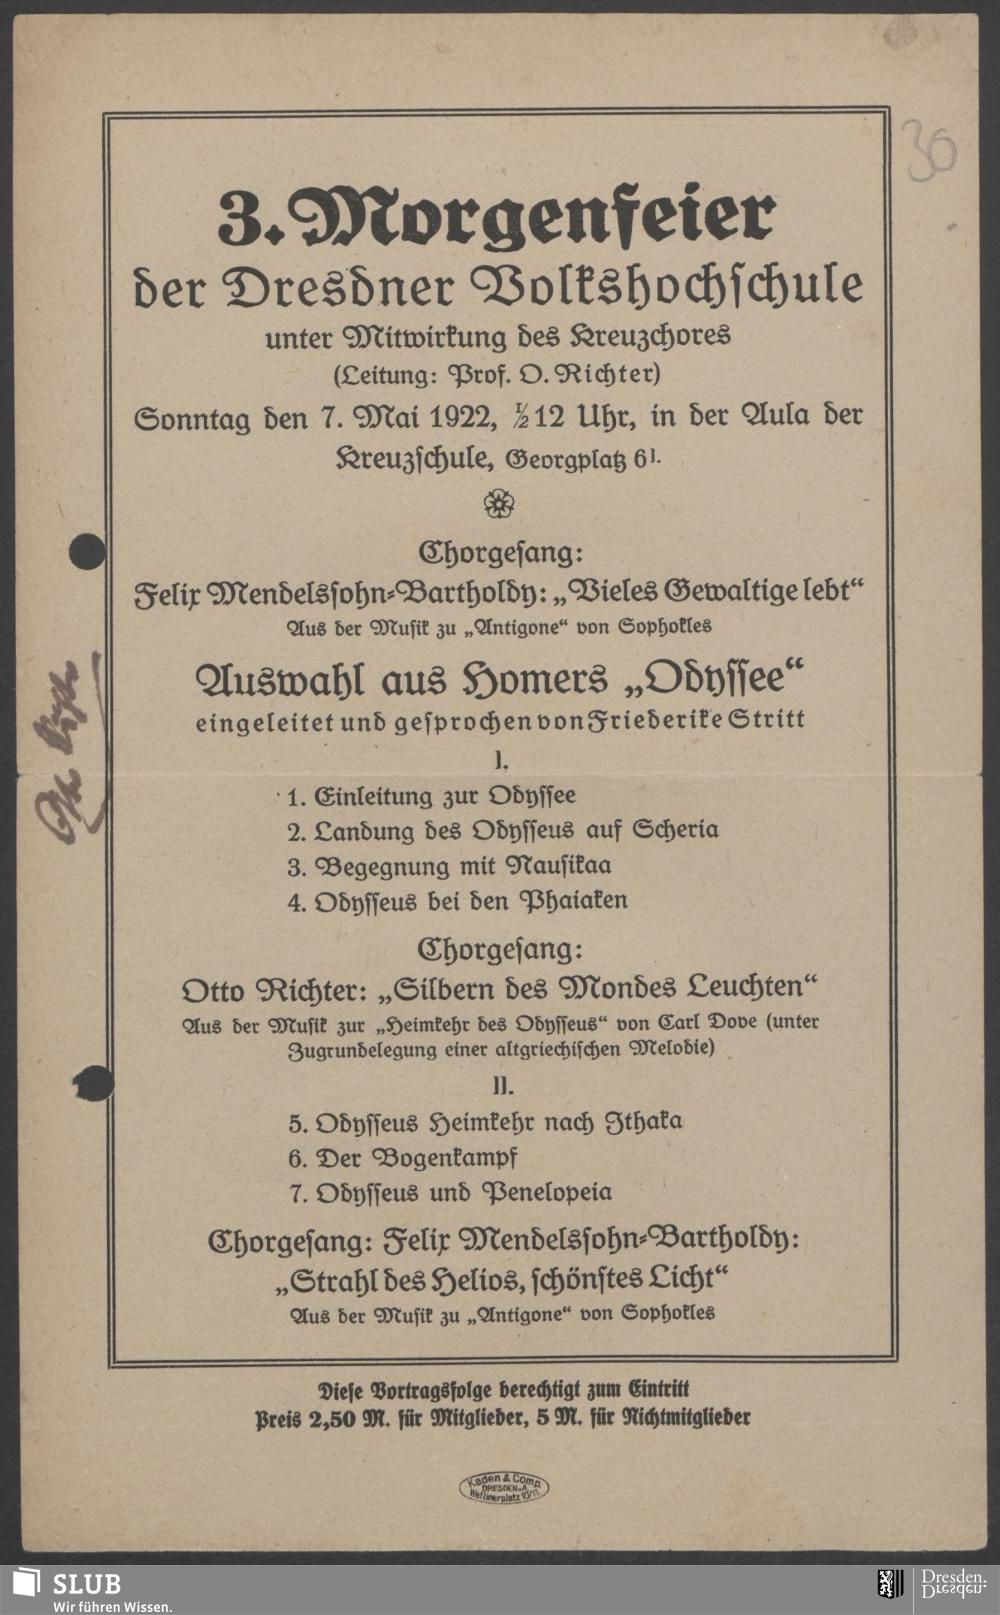 30
3. Morgenfeier
der Dresdner Volkshochschule
unter Mitwirkung des Kreuzchores
(Leitung: Prof. O. Richter)
Sonntag den 7. Mai 1922, ½12 Uhr, in der Aula der
Kreuzschule, Georgplatz 6 I.
Chorgesang:
Felix Mendelssohn-Bartholdy: „Vieles Gewaltige lebt“
Aus der Musik zu „Antigone“ von Sophokles
Auswahl aus Homers „Odyssee“
eingeleitet und gesprochen von Friederike Stritt
I.
1. Einleitung zur Odyssee
2. Landung des Odysseus auf Scheria
3. Begegnung mit Nausikaa
4. Odysseus bei den Phaiaken
Chorgesang:
Otto Richter: „Silbern des Mondes Leuchten“
Aus der Musik zur „Heimkehr des Odysseus“ von Carl Dove (unter
Zugrundelegung einer altgriechischen Melodie)
II.
5. Odysseus Heimkehr nach Ithaka
6. Der Bogenkampf
7. Odysseus und Penelopeia
Chorgesang: Felix Mendelssohn-Bartholdy:
„Strahl des Helios, schönstes Licht“
Aus der Musik zu „Antigone“ von Sophokles
Diese Vortragsfolge berechtigt zum Eintritt
Preis 2,50 M. für Mitglieder, 5 M. für Nichtmitglieder
Kaden & Comp.
DRESDEN-A.
Wettinerplatz 10/11.
SLUB
Wir führen Wissen.
Dresden.
Dresden.